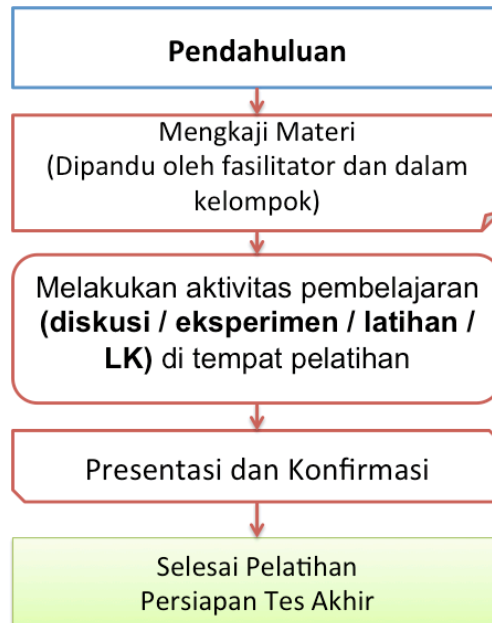 Pendahuluan
Mengkaji Materi
(Dipandu oleh fasilitator dan dalam
kelompok)
Melakukan aktivitas pembelajaran
(diskusi / eksperimen / latihan /
LK) di tempat pelatihan
Presentasi dan Konfirmasi
Selesai Pelatihan
Persiapan Tes Akhir